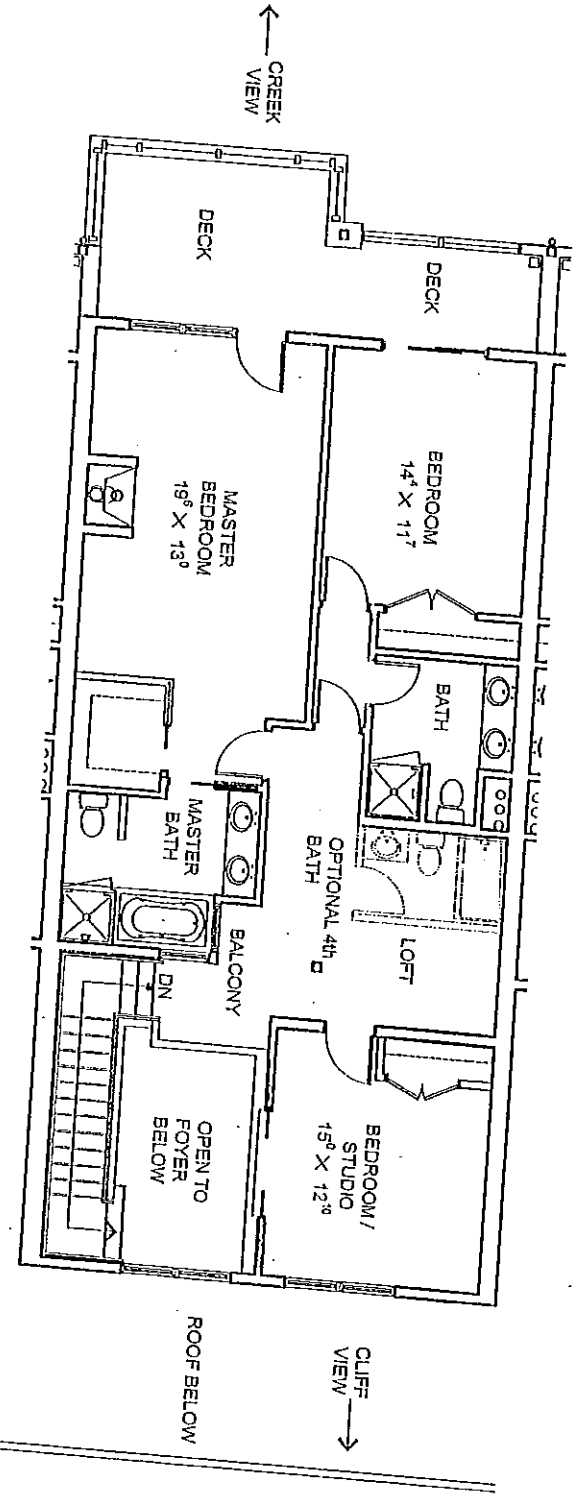 CREEK
VIEW
DECK
DECK
BEDROOM
14⁴ X 11⁷
MASTER
BEDROOM
19⁶ X 13⁰
BATH
MASTER
BATH
OPTIONAL 4th
BATH
LOFT
BALCONY
DN
BEDROOM /
STUDIO
15⁰ X 12¹⁰
OPEN TO
FOYER
BELOW
CLIFF
VIEW
ROOF BELOW